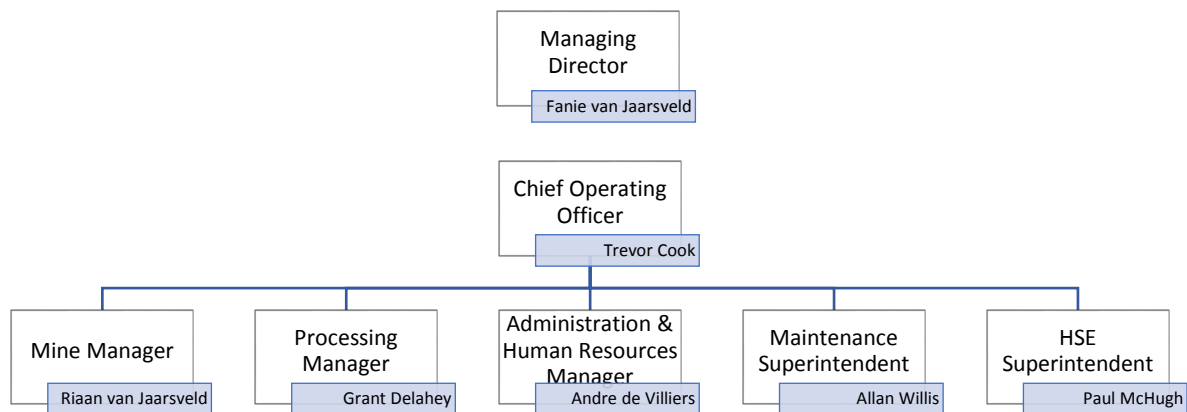 Managing
Director
Fanie van Jaarsveld
Chief Operating
Officer
Trevor Cook
Mine Manager
Riaan van Jaarsveld
Processing
Manager
Grant Delahey
Administration &
Human Resources
Manager
Andre de Villiers
Maintenance
Superintendent
Allan Willis
HSE
Superintendent
Paul McHugh